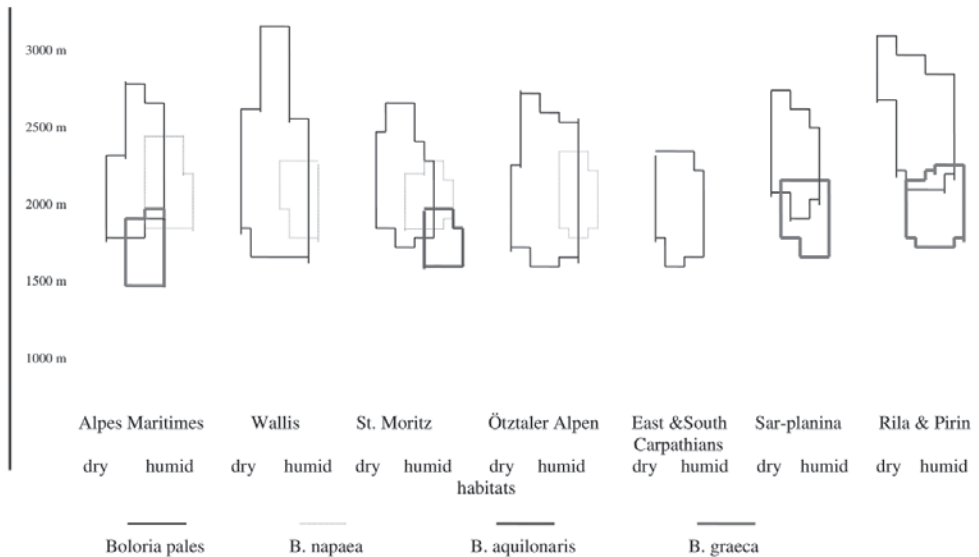 3000 m
2500 m
2000 m
1500 m
1000 m
Alpes Maritimes Wallis St. Moritz Ötztaler Alpen East &South Sar-planina Rila & Pirin
Carpathians
dry humid dry humid dry humid dry humid dry humid dry humid dry humid
habitats
Boloria pales B. napaea B. aquilonaris B. graeca